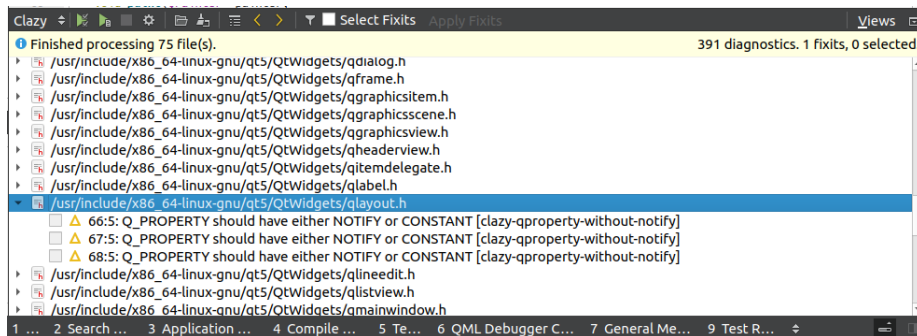 Clazy Select Fixits Apply Fixits Views
Finished processing 75 file(s). 391 diagnostics. 1 fixits, 0 selected
/usr/include/x86_64-linux-gnu/qt5/QtWidgets/qdialog.h
/usr/include/x86_64-linux-gnu/qt5/QtWidgets/qframe.h
/usr/include/x86_64-linux-gnu/qt5/QtWidgets/qgraphicsitem.h
/usr/include/x86_64-linux-gnu/qt5/QtWidgets/qgraphicsscene.h
/usr/include/x86_64-linux-gnu/qt5/QtWidgets/qgraphicsview.h
/usr/include/x86_64-linux-gnu/qt5/QtWidgets/qheaderview.h
/usr/include/x86_64-linux-gnu/qt5/QtWidgets/qitemdelegate.h
/usr/include/x86_64-linux-gnu/qt5/QtWidgets/qlabel.h
/usr/include/x86_64-linux-gnu/qt5/QtWidgets/qlayout.h
66:5: Q_PROPERTY should have either NOTIFY or CONSTANT [clazy-qproperty-without-notify]
67:5: Q_PROPERTY should have either NOTIFY or CONSTANT [clazy-qproperty-without-notify]
68:5: Q_PROPERTY should have either NOTIFY or CONSTANT [clazy-qproperty-without-notify]
/usr/include/x86_64-linux-gnu/qt5/QtWidgets/qlineedit.h
/usr/include/x86_64-linux-gnu/qt5/QtWidgets/qlistview.h
/usr/include/x86_64-linux-gnu/qt5/QtWidgets/qmainwindow.h
1 ... 2 Search ... 3 Application ... 4 Compile ... 5 Te... 6 QML Debugger C... 7 General Me... 9 Test R...